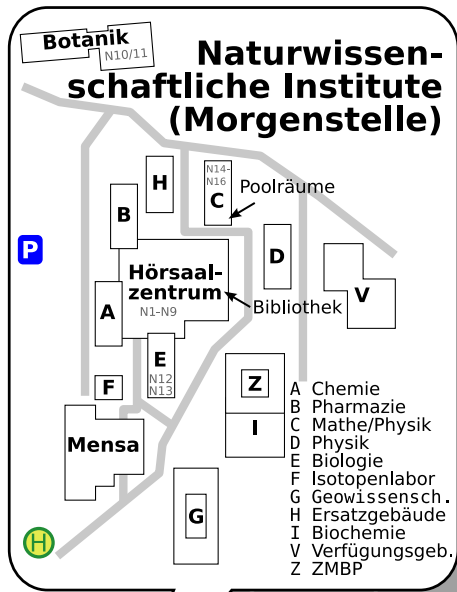 Botanik
N10/11
Naturwissen-
schaftliche Institute
(Morgenstelle)
H
N14-
N16
C
Poolräume
B
P
D
Hörsaal-
zentrum
N1-N9
Bibliothek
V
A
E
N12
N13
F
Z
I
Mensa
G
H
A Chemie
B Pharmazie
C Mathe/Physik
D Physik
E Biologie
F Isotopenlabor
G Geowissensch.
H Ersatzgebäude
I Biochemie
V Verfügungsgeb.
Z ZMBP